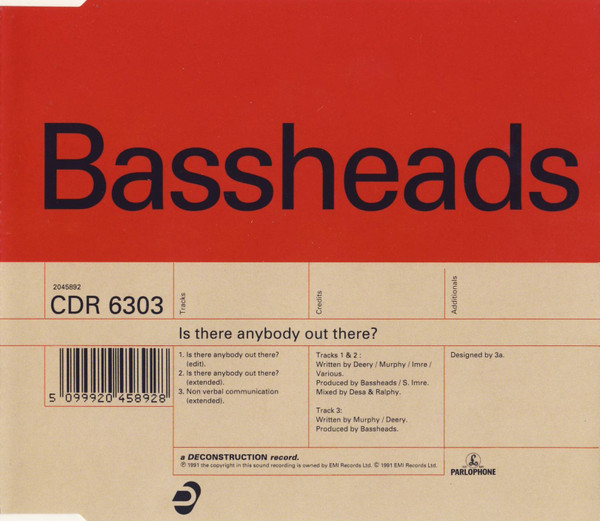 Bassheads
2045892
CDR 6303
Tracks
Credits
Additionals
Is there anybody out there?
1. Is there anybody out there?
(edit).
2. Is there anybody out there?
(extended).
3. Non verbal communication
(extended).
Tracks 1 & 2 :
Written by Deery / Murphy / Imre /
Various.
Produced by Bassheads / S. Imre.
Mixed by Desa & Ralphy.
Track 3:
Written by Murphy / Deery.
Produced by Bassheads.
Designed by 3a.
5 099920 458928
a DECONSTRUCTION record.
℗ 1991 the copyright in this sound recording is owned by EMI Records Ltd. © 1991 EMI Records Ltd.
PARLOPHONE